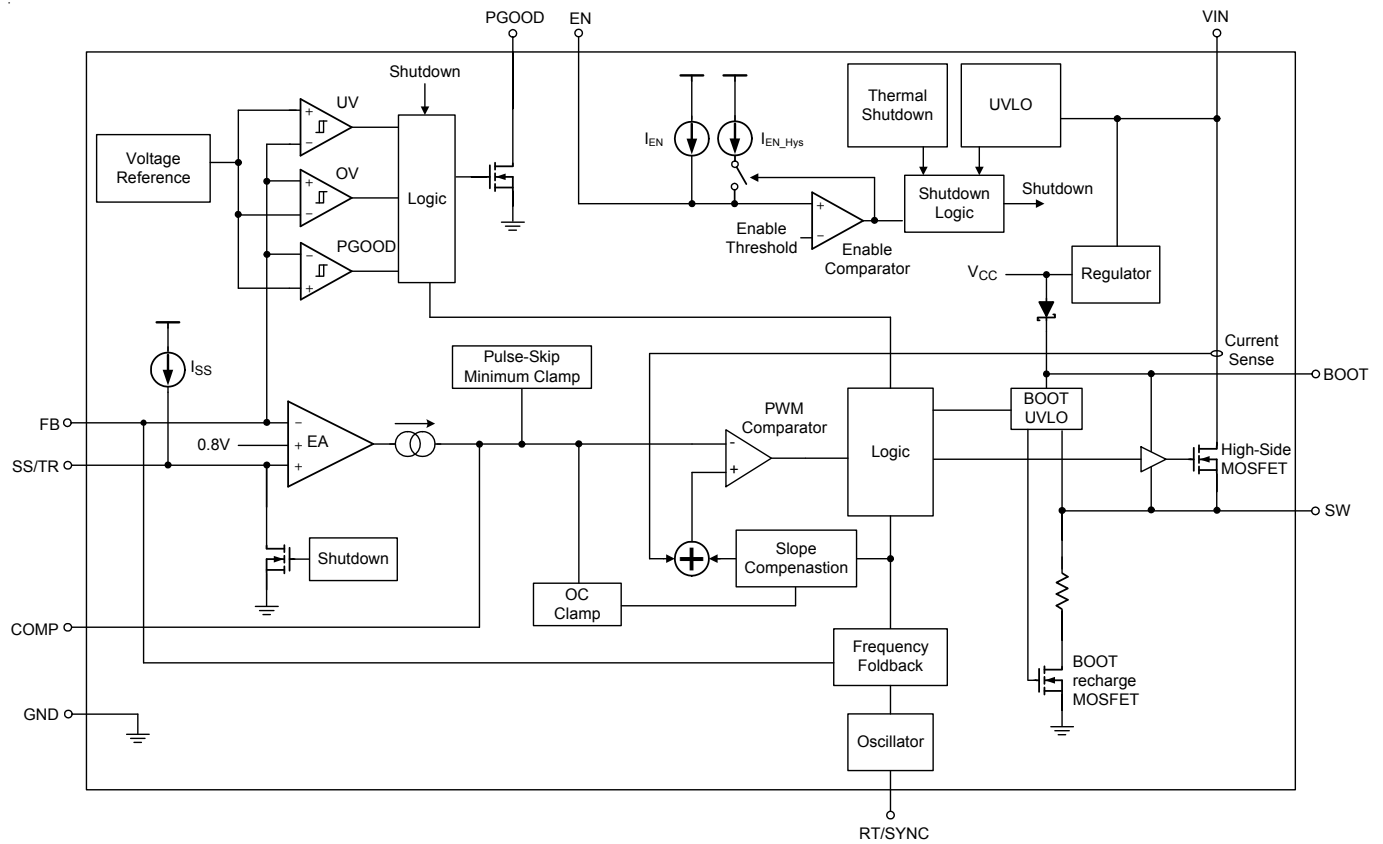 PGOOD
EN
VIN
Shutdown
UV
Thermal
Shutdown
UVLO
Voltage
Reference
IEN
IEN_Hys
OV
Logic
Shutdown
Logic
Shutdown
Enable
Threshold
+
−
Enable
Comparator
PGOOD
VCC
Regulator
ISS
Pulse-Skip
Minimum Clamp
Current
Sense
BOOT
BOOT
UVLO
PWM
Comparator
FB
0.8V
EA
SS/TR
Logic
High-Side
MOSFET
SW
Shutdown
Slope
Compenastion
OC
Clamp
COMP
Frequency
Foldback
BOOT
recharge
MOSFET
GND
Oscillator
RT/SYNC